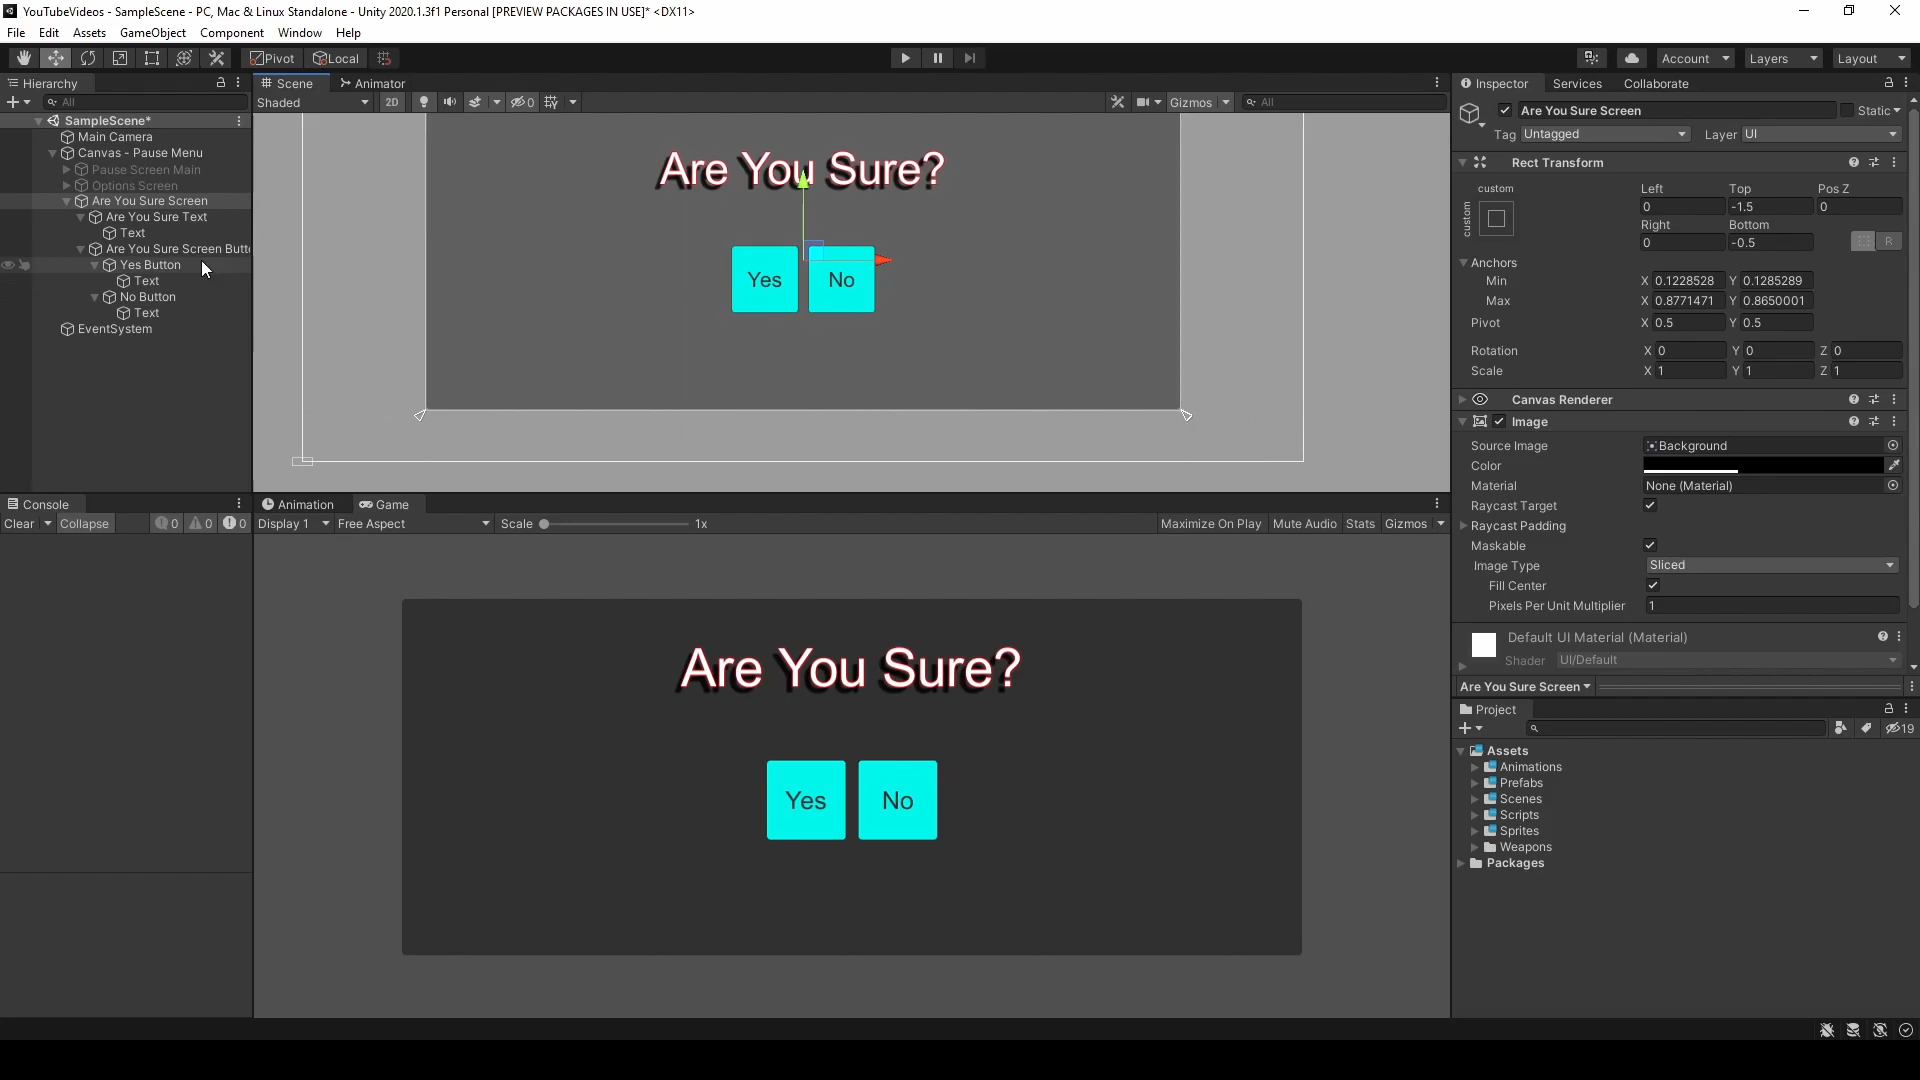 YouTubeVideos - SampleScene - PC, Mac & Linux Standalone - Unity 2020.1.3f1 Personal [PREVIEW PACKAGES IN USE]* <DX11>
File Edit Assets GameObject Component Window Help
Pivot Local Account Layers Layout
Hierarchy
All
SampleScene*
Main Camera
Canvas - Pause Menu
Pause Screen Main
Options Screen
Are You Sure Screen
Are You Sure Text
Text
Are You Sure Screen Butt
Yes Button
Text
No Button
Text
EventSystem
Scene Animator
Shaded 2D 0 Gizmos All
Are You Sure?
Yes No
Console
Clear Collapse 0 0 0
Animation Game
Display 1 Free Aspect Scale 1x Maximize On Play Mute Audio Stats Gizmos
Are You Sure?
Yes No
Inspector Services Collaborate
Are You Sure Screen Static
Tag Untagged Layer UI
Rect Transform
custom Left Top Pos Z
custom 0 -1.5 0
Right Bottom
0 -0.5 R
Anchors
Min X 0.1228528 Y 0.1285289
Max X 0.8771471 Y 0.8650001
Pivot X 0.5 Y 0.5
Rotation X 0 Y 0 Z 0
Scale X 1 Y 1 Z 1
Canvas Renderer
Image
Source Image Background
Color
Material None (Material)
Raycast Target
Raycast Padding
Maskable
Image Type Sliced
Fill Center
Pixels Per Unit Multiplier 1
Default UI Material (Material)
Shader UI/Default
Are You Sure Screen
Project
19
Assets
Animations
Prefabs
Scenes
Scripts
Sprites
Weapons
Packages